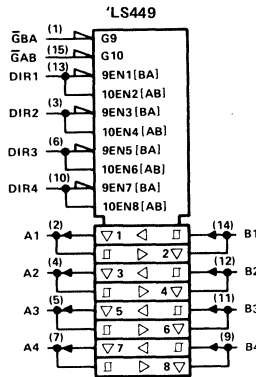 'LS449
G̅BA (1) G9
G̅AB (15) G10
DIR1 (13) 9EN1[BA]
10EN2[AB]
DIR2 (3) 9EN3[BA]
10EN4[AB]
DIR3 (6) 9EN5[BA]
10EN6[AB]
DIR4 (10) 9EN7[BA]
10EN8[AB]
A1 (2) ▽ 1 ◁ (14) B1
2 ▽
A2 (4) ▽ 3 ◁ (12) B2
4 ▽
A3 (5) ▽ 5 ◁ (11) B3
6 ▽
A4 (7) ▽ 7 ◁ (9) B4
8 ▽